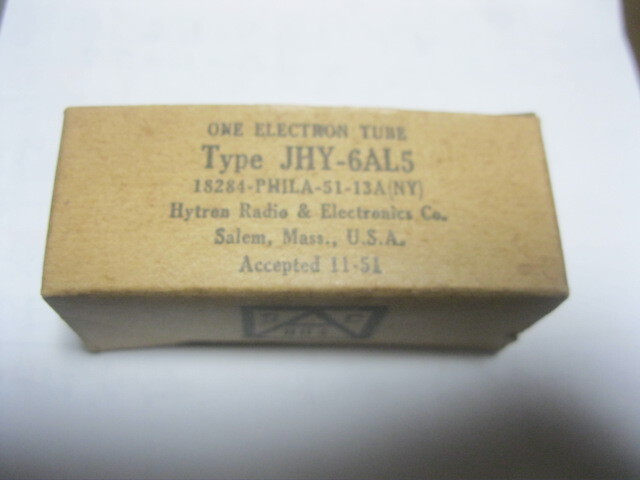 ONE ELECTRON TUBE
Type JHY-6AL5
18284-PHILA-51-13A(NY)
Hytron Radio & Electronics Co.
Salem, Mass., U.S.A.
Accepted 11-51